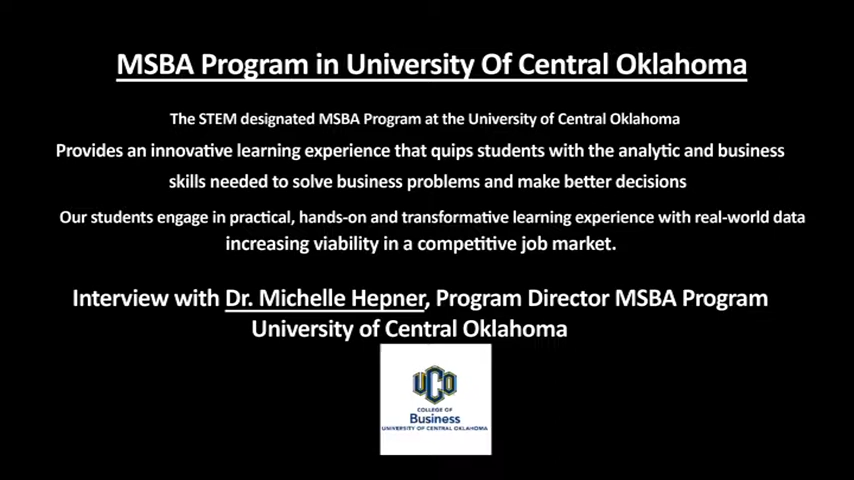 MSBA Program in University Of Central Oklahoma
The STEM designated MSBA Program at the University of Central Oklahoma
Provides an innovative learning experience that quips students with the analytic and business
skills needed to solve business problems and make better decisions
Our students engage in practical, hands-on and transformative learning experience with real-world data
increasing viability in a competitive job market.
Interview with Dr. Michelle Hepner, Program Director MSBA Program
University of Central Oklahoma
UCO
COLLEGE OF
Business
UNIVERSITY OF CENTRAL OKLAHOMA